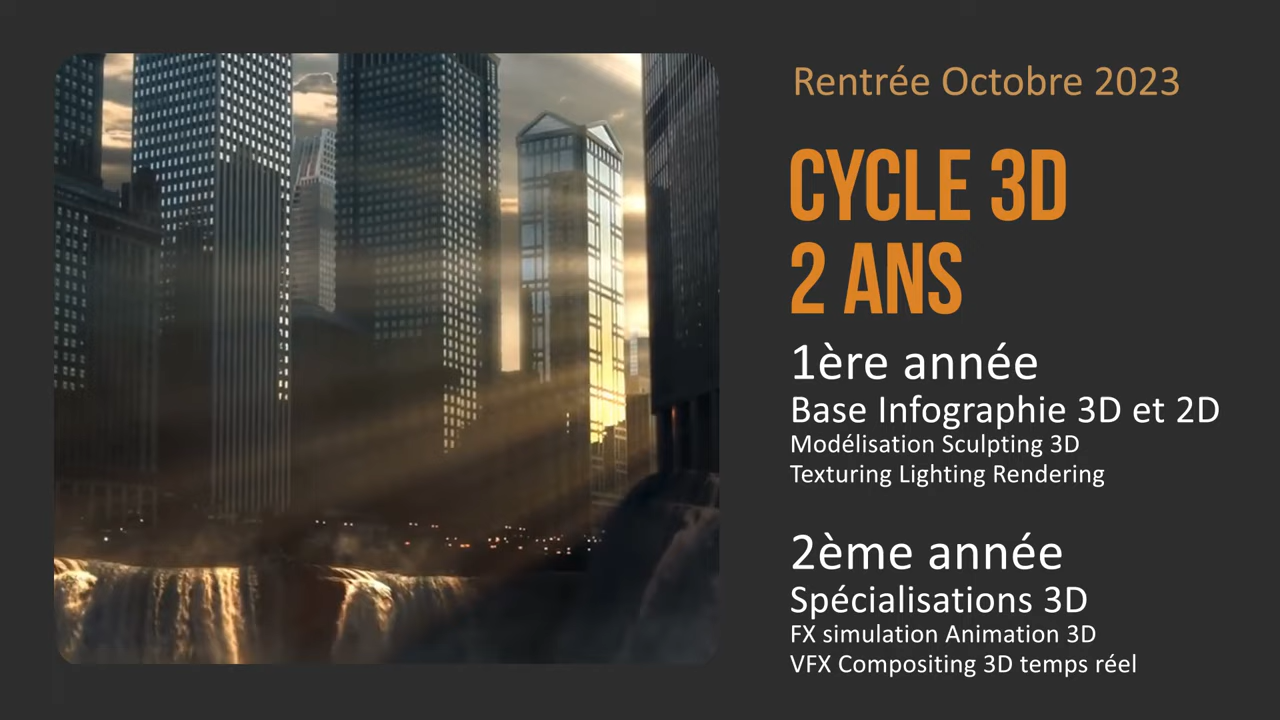 Rentrée Octobre 2023
CYCLE 3D
2 ANS
1ère année
Base Infographie 3D et 2D
Modélisation Sculpting 3D
Texturing Lighting Rendering
2ème année
Spécialisations 3D
FX simulation Animation 3D
VFX Compositing 3D temps réel